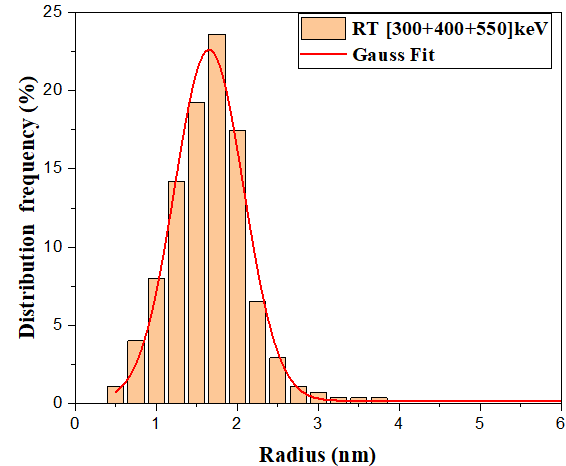 25
RT [300+400+550]keV
Gauss Fit
20
15
10
5
0
Distribution frequency (%)
0 1 2 3 4 5 6
Radius (nm)